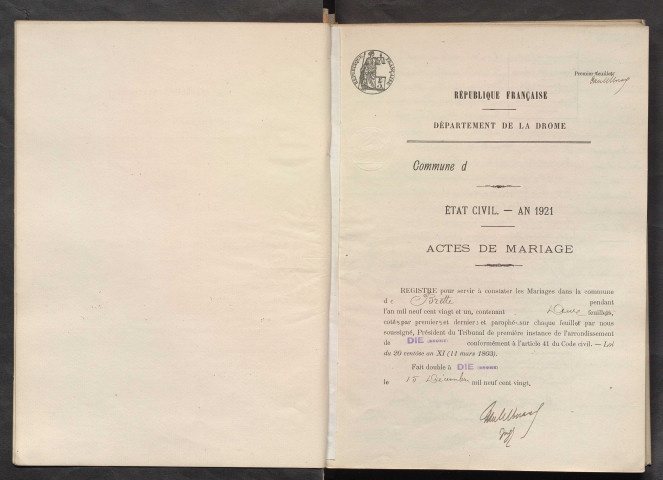 Premier feuillet
RÉPUBLIQUE FRANÇAISE
DÉPARTEMENT DE LA DROME
Commune d
ÉTAT CIVIL. — AN 1921
ACTES DE MARIAGE
REGISTRE pour servir à constater les Mariages dans la commune
d e Brette pendant
l'an mil neuf cent vingt et un, contenant feuillets,
coté par premier et dernier, et paraphé sur chaque feuillet par nous
soussigné, Président du Tribunal de première instance de l'arrondissement
de DIE (DROME) conformément à l'article 41 du Code civil. — Loi
du 20 ventôse an XI (11 mars 1803).
Fait double à DIE (DROME)
le 15 Décembre mil neuf cent vingt,